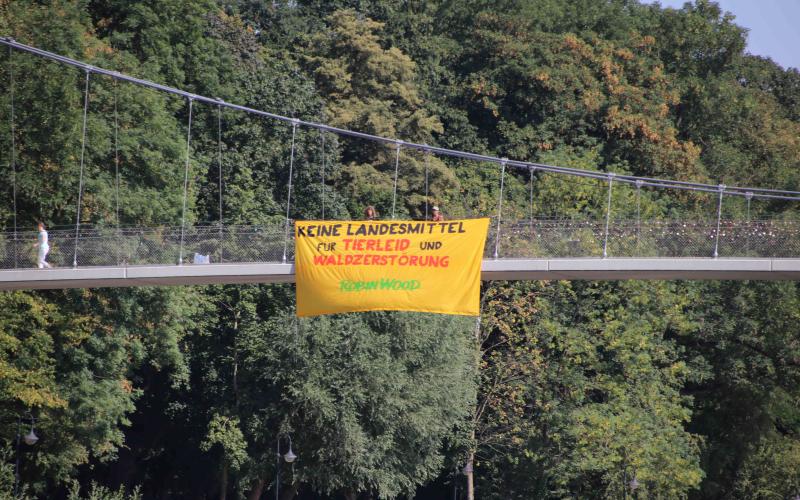 KEINE LANDESMITTEL
FÜR TIERLEID UND
WALDZERSTÖRUNG
ROBIN WOOD